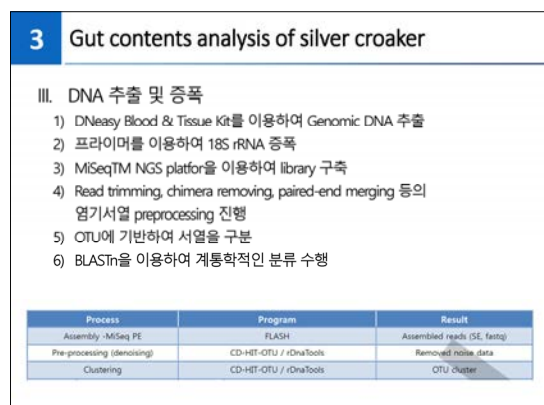 3 Gut contents analysis of silver croaker
III. DNA 추출 및 증폭
1) DNeasy Blood & Tissue Kit를 이용하여 Genomic DNA 추출
2) 프라이머를 이용하여 18S rRNA 증폭
3) MiSeqTM NGS platfor을 이용하여 library 구축
4) Read trimming, chimera removing, paired-end merging 등의
염기서열 preprocessing 진행
5) OTU에 기반하여 서열을 구분
6) BLASTn을 이용하여 계통학적인 분류 수행
Process Program Result
Assembly -MiSeq PE FLASH Assembled reads (SE, fastq)
Pre-processing (denoising) CD-HIT-OTU / rDnaTools Removed noise data
Clustering CD-HIT-OTU / rDnaTools OTU cluster